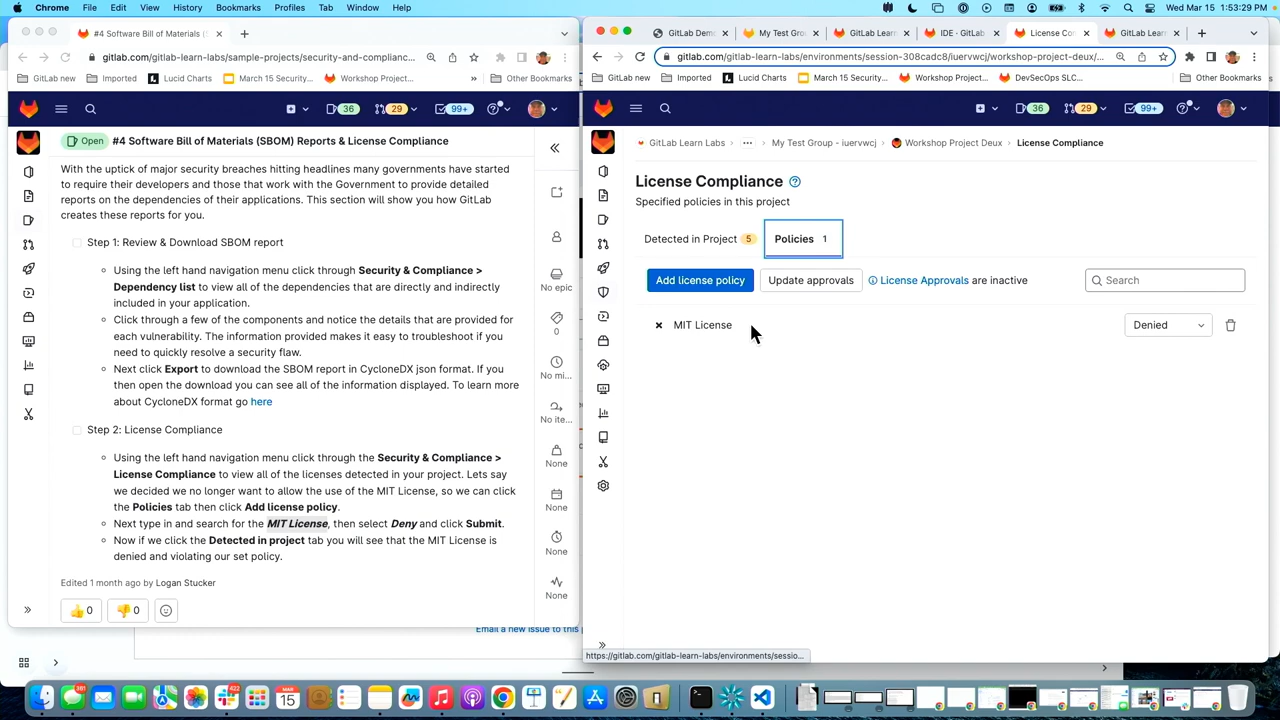 Chrome File Edit View History Bookmarks Profiles Tab Window Help
Wed Mar 15 1:53:29 PM
#4 Software Bill of Materials (S
gitlab.com/gitlab-learn-labs/sample-projects/security-and-complianc...
GitLab new Imported Lucid Charts March 15 Security... Workshop Project... » Other Bookmarks
36 29 99+
Open #4 Software Bill of Materials (SBOM) Reports & License Compliance
With the uptick of major security breaches hitting headlines many governments have started
to require their developers and those that work with the Government to provide detailed
reports on the dependencies of their applications. This section will show you how GitLab
creates these reports for you.
Step 1: Review & Download SBOM report
Using the left hand navigation menu click through Security & Compliance >
Dependency list to view all of the dependencies that are directly and indirectly
included in your application.
Click through a few of the components and notice the details that are provided for
each vulnerability. The information provided makes it easy to troubleshoot if you
need to quickly resolve a security flaw.
Next click Export to download the SBOM report in CycloneDX json format. If you
then open the download you can see all of the information displayed. To learn more
about CycloneDX format go here
Step 2: License Compliance
Using the left hand navigation menu click through the Security & Compliance >
License Compliance to view all of the licenses detected in your project. Lets say
we decided we no longer want to allow the use of the MIT License, so we can click
the Policies tab then click Add license policy.
Next type in and search for the MIT License, then select Deny and click Submit.
Now if we click the Detected in project tab you will see that the MIT License is
denied and violating our set policy.
Edited 1 month ago by Logan Stucker
👍 0 👎 0
No epic
0
No mi...
No ite...
None
None
None
None
Email a new issue to this
GitLab Dem My Test Gro GitLab Learn IDE · GitLab License Com GitLab Learn
gitlab.com/gitlab-learn-labs/environments/session-308cadc8/iuervwcj/workshop-project-deux/...
GitLab new Imported Lucid Charts March 15 Security... Workshop Project... DevSecOps SLC... Other Bookmarks
36 29 99+
GitLab Learn Labs › ... › My Test Group - iuervwcj › Workshop Project Deux › License Compliance
License Compliance
Specified policies in this project
Detected in Project 5 Policies 1
Add license policy Update approvals License Approvals are inactive Search
MIT License Denied
https://gitlab.com/gitlab-learn-labs/environments/sessio...
361 422 MAR 15